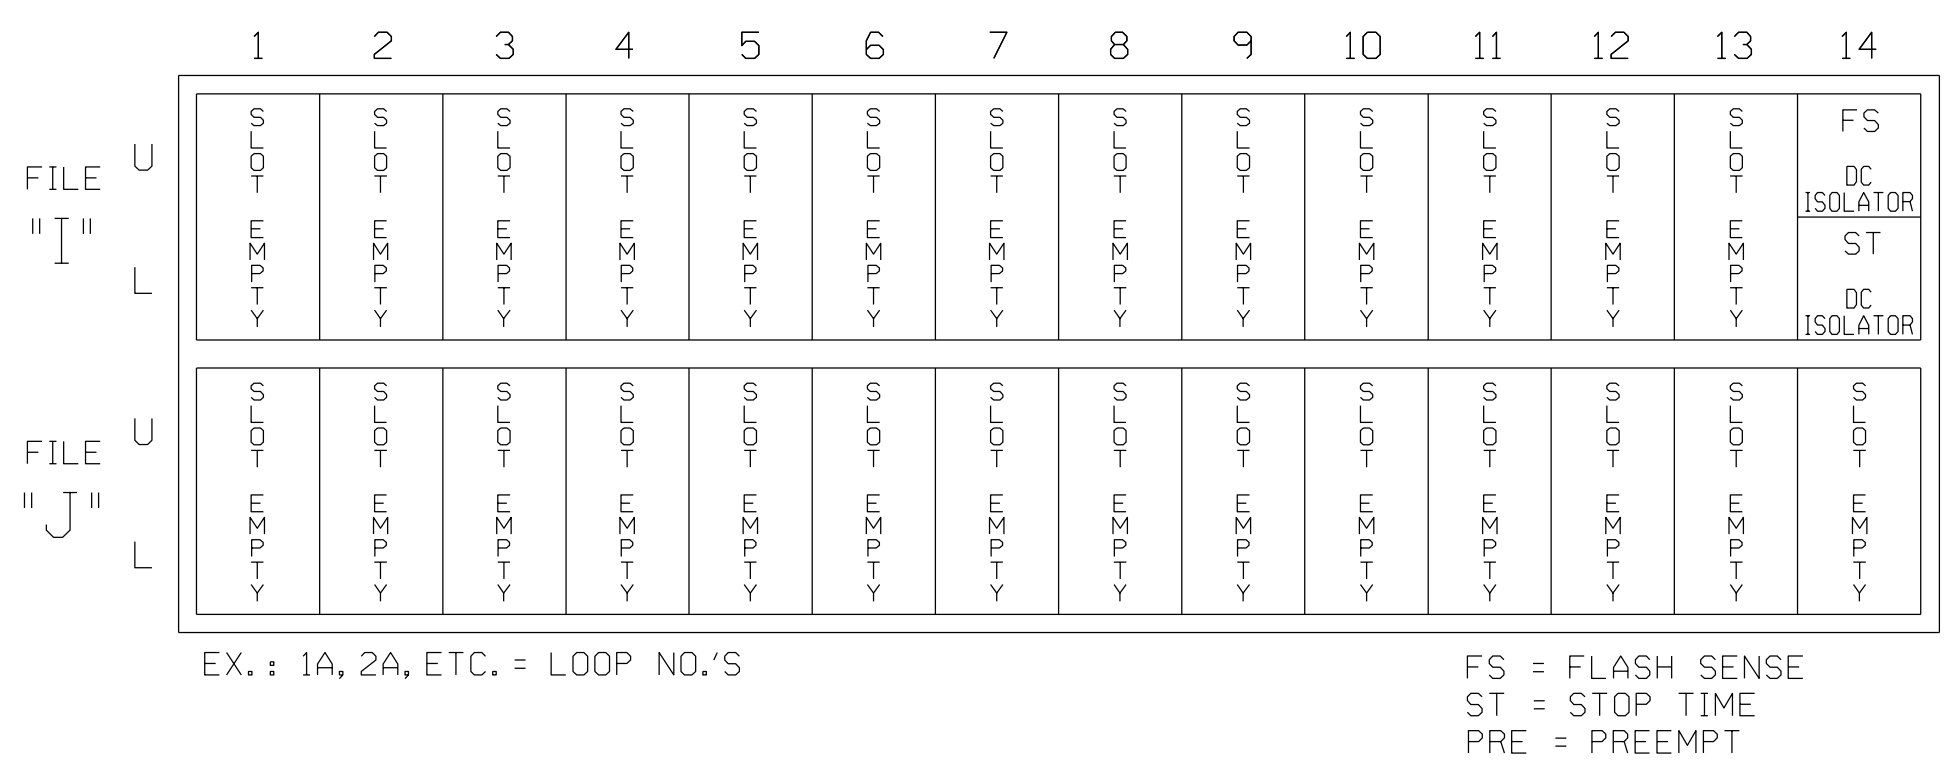 1 2 3 4 5 6 7 8 9 10 11 12 13 14
FILE "I"
U
L
SLOT EMPTY
SLOT EMPTY
SLOT EMPTY
SLOT EMPTY
SLOT EMPTY
SLOT EMPTY
SLOT EMPTY
SLOT EMPTY
SLOT EMPTY
SLOT EMPTY
SLOT EMPTY
SLOT EMPTY
SLOT EMPTY
FS
DC
ISOLATOR
ST
DC
ISOLATOR
FILE "J"
U
L
SLOT EMPTY
SLOT EMPTY
SLOT EMPTY
SLOT EMPTY
SLOT EMPTY
SLOT EMPTY
SLOT EMPTY
SLOT EMPTY
SLOT EMPTY
SLOT EMPTY
SLOT EMPTY
SLOT EMPTY
SLOT EMPTY
SLOT EMPTY
EX.: 1A, 2A, ETC. = LOOP NO.'S
FS = FLASH SENSE
ST = STOP TIME
PRE = PREEMPT